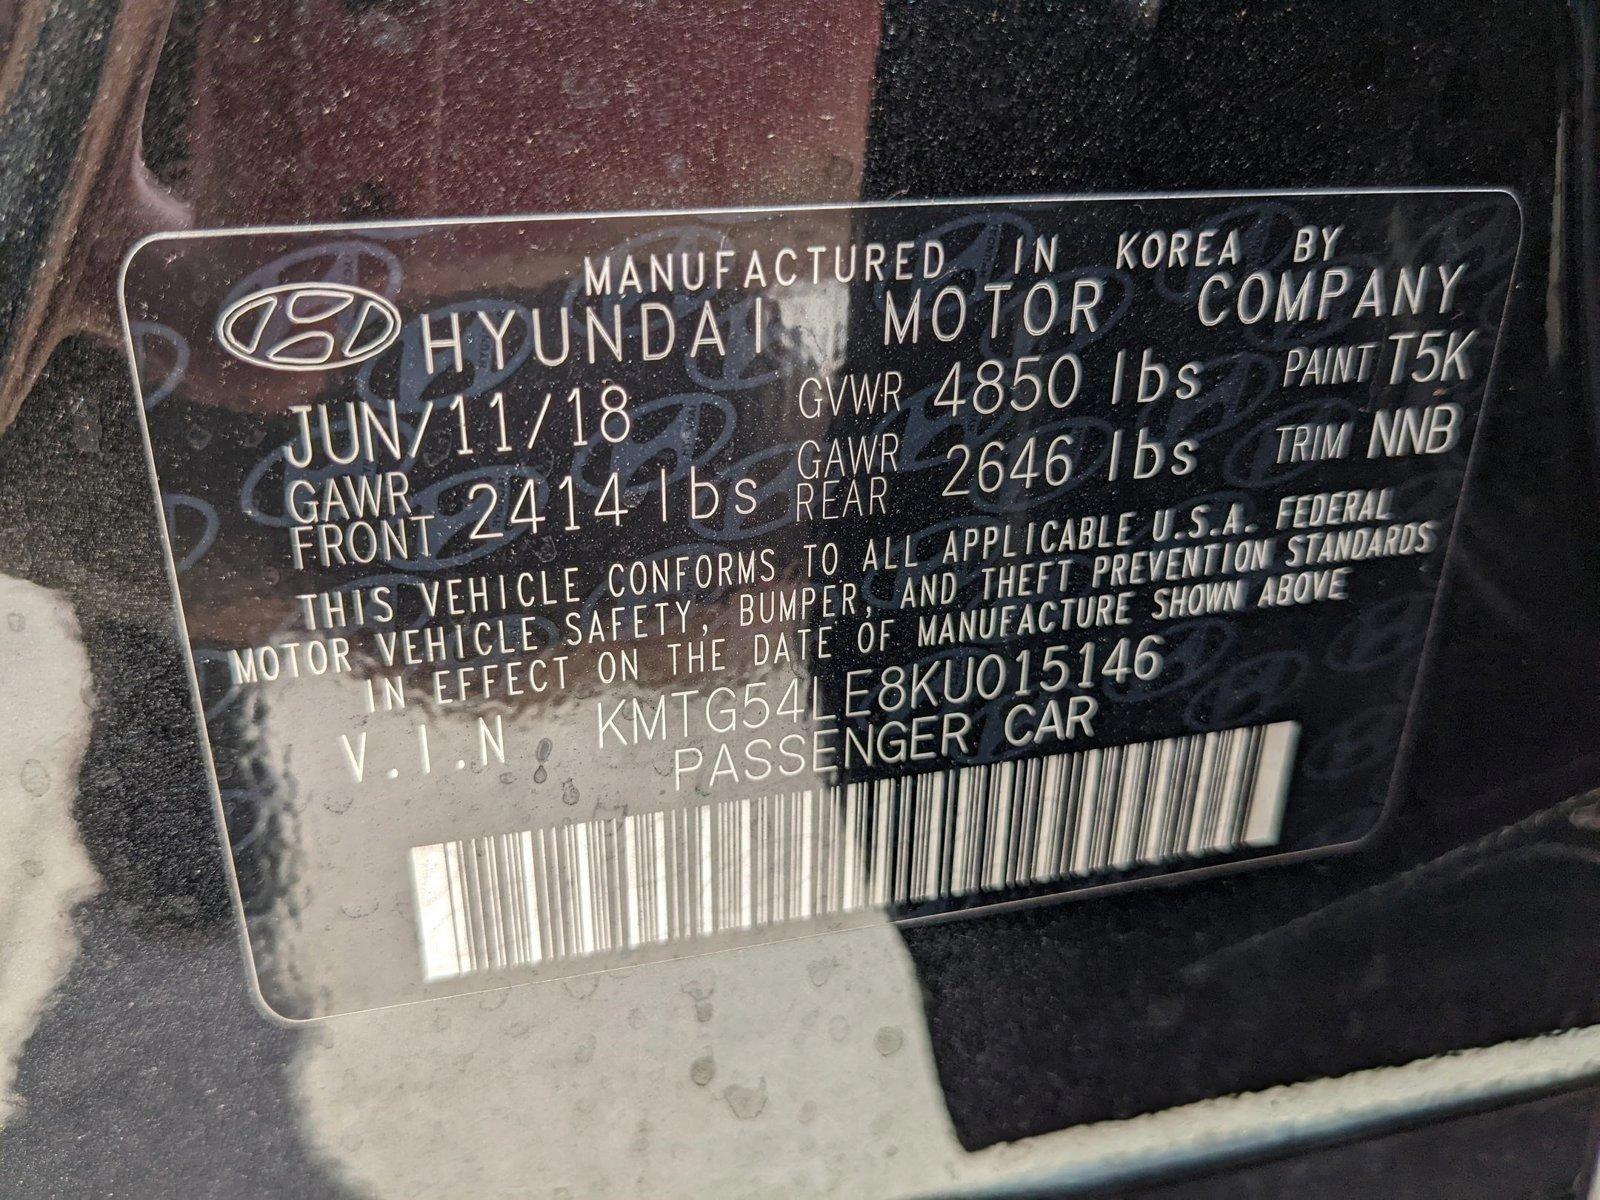 MANUFACTURED IN KOREA BY
HYUNDAI MOTOR COMPANY
JUN/11/18 GVWR 4850 lbs PAINT T5K
GAWR FRONT 2414 lbs GAWR REAR 2646 lbs TRIM NNB
THIS VEHICLE CONFORMS TO ALL APPLICABLE U.S.A. FEDERAL
MOTOR VEHICLE SAFETY, BUMPER, AND THEFT PREVENTION STANDARDS
IN EFFECT ON THE DATE OF MANUFACTURE SHOWN ABOVE
V.I.N KMTG54LE8KU015146
PASSENGER CAR